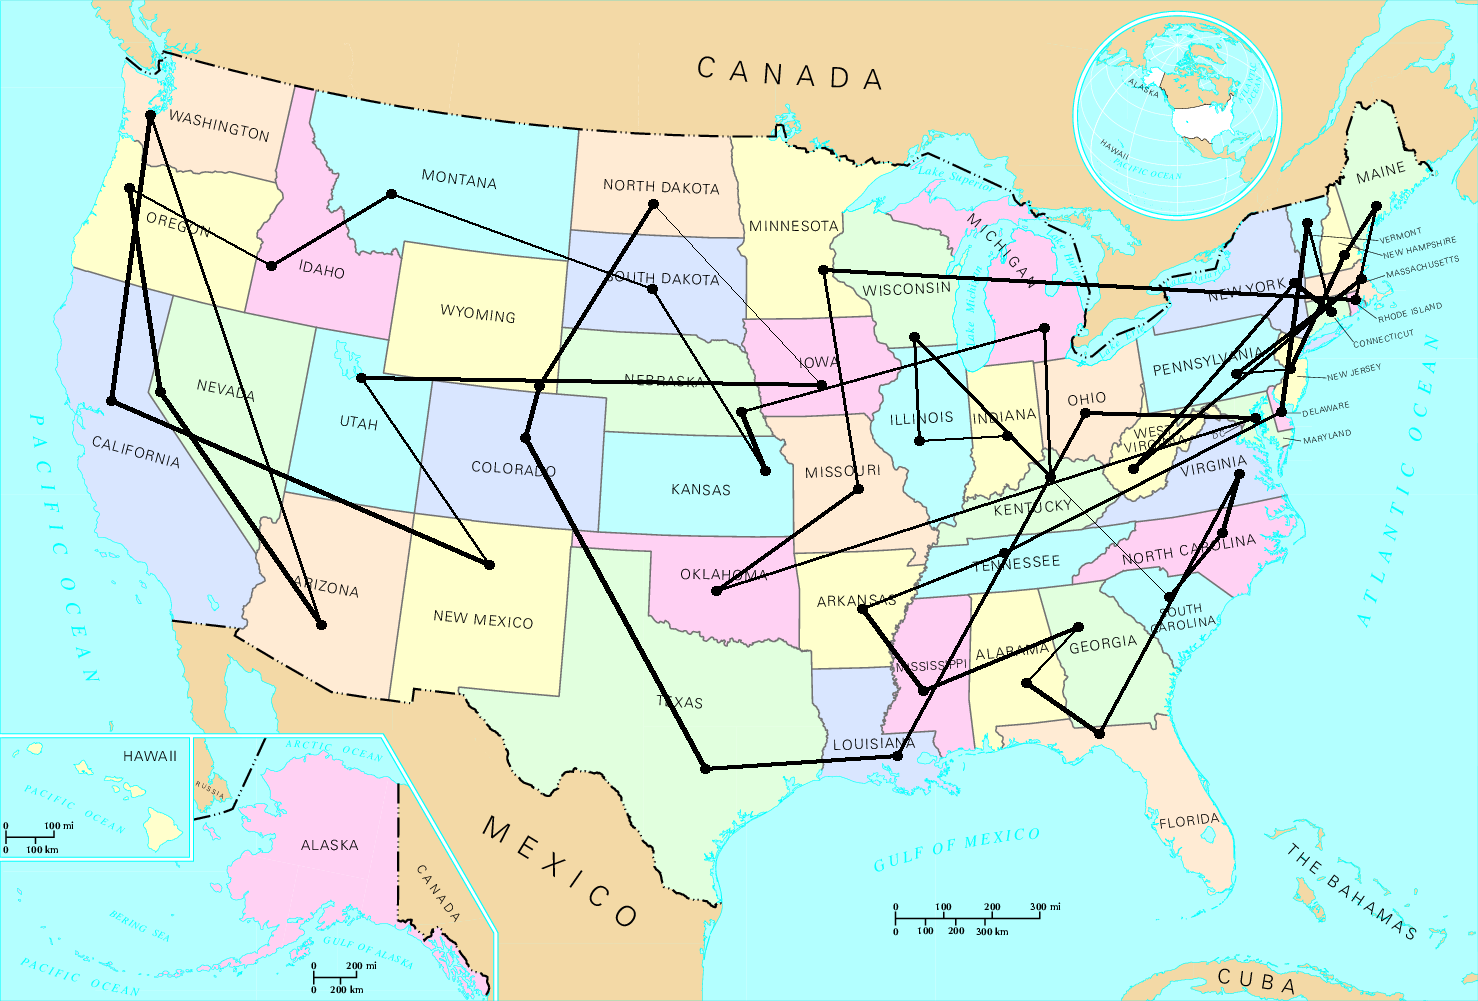 CANADA
ALASKA
ATLANTIC
OCEAN
HAWAII
PACIFIC OCEAN
WASHINGTON
MONTANA
NORTH DAKOTA
MINNESOTA
Lake Superior
MICHIGAN
MAINE
OREGON
IDAHO
SOUTH DAKOTA
WISCONSIN
Lake Michigan
NEW YORK
VERMONT
NEW HAMPSHIRE
MASSACHUSETTS
RHODE ISLAND
CONNECTICUT
WYOMING
IOWA
NEBRASKA
PENNSYLVANIA
NEW JERSEY
NEVADA
UTAH
ILLINOIS
INDIANA
OHIO
DELAWARE
MARYLAND
WEST
VIRGINIA
DC
CALIFORNIA
COLORADO
KANSAS
MISSOURI
VIRGINIA
KENTUCKY
PACIFIC OCEAN
ATLANTIC OCEAN
ARIZONA
NEW MEXICO
OKLAHOMA
ARKANSAS
TENNESSEE
NORTH CAROLINA
SOUTH
CAROLINA
MISSISSIPPI
ALABAMA
GEORGIA
TEXAS
LOUISIANA
FLORIDA
HAWAII
PACIFIC OCEAN
0 100 mi
0 100 km
ARCTIC OCEAN
RUSSIA
ALASKA
CANADA
BERING SEA
GULF OF ALASKA
PACIFIC OCEAN
0 200 mi
0 200 km
MEXICO
GULF OF MEXICO
0 100 200 300 mi
0 100 200 300 km
THE BAHAMAS
CUBA